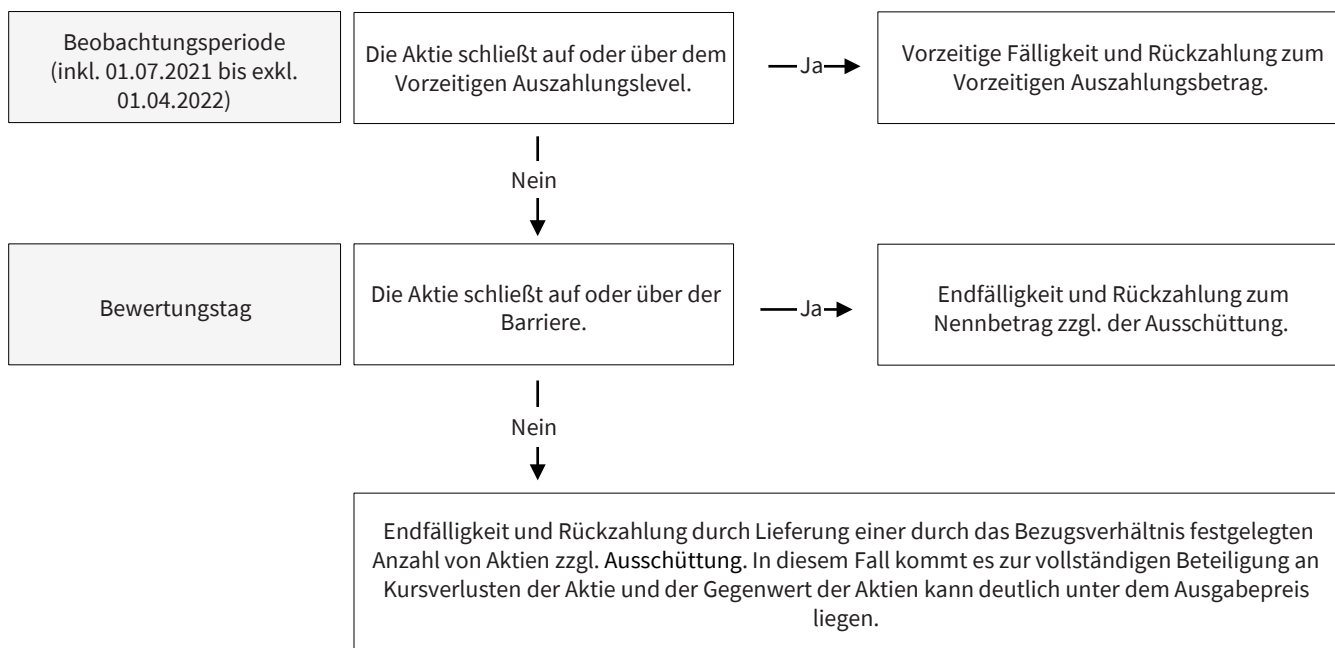 Beobachtungsperiode
(inkl. 01.07.2021 bis exkl.
01.04.2022)
Die Aktie schließt auf oder über dem
Vorzeitigen Auszahlungslevel.
Ja
Vorzeitige Fälligkeit und Rückzahlung zum
Vorzeitigen Auszahlungsbetrag.
Nein
Bewertungstag
Die Aktie schließt auf oder über der
Barriere.
Ja
Endfälligkeit und Rückzahlung zum
Nennbetrag zzgl. der Ausschüttung.
Nein
Endfälligkeit und Rückzahlung durch Lieferung einer durch das Bezugsverhältnis festgelegten
Anzahl von Aktien zzgl. Ausschüttung. In diesem Fall kommt es zur vollständigen Beteiligung an
Kursverlusten der Aktie und der Gegenwert der Aktien kann deutlich unter dem Ausgabepreis
liegen.